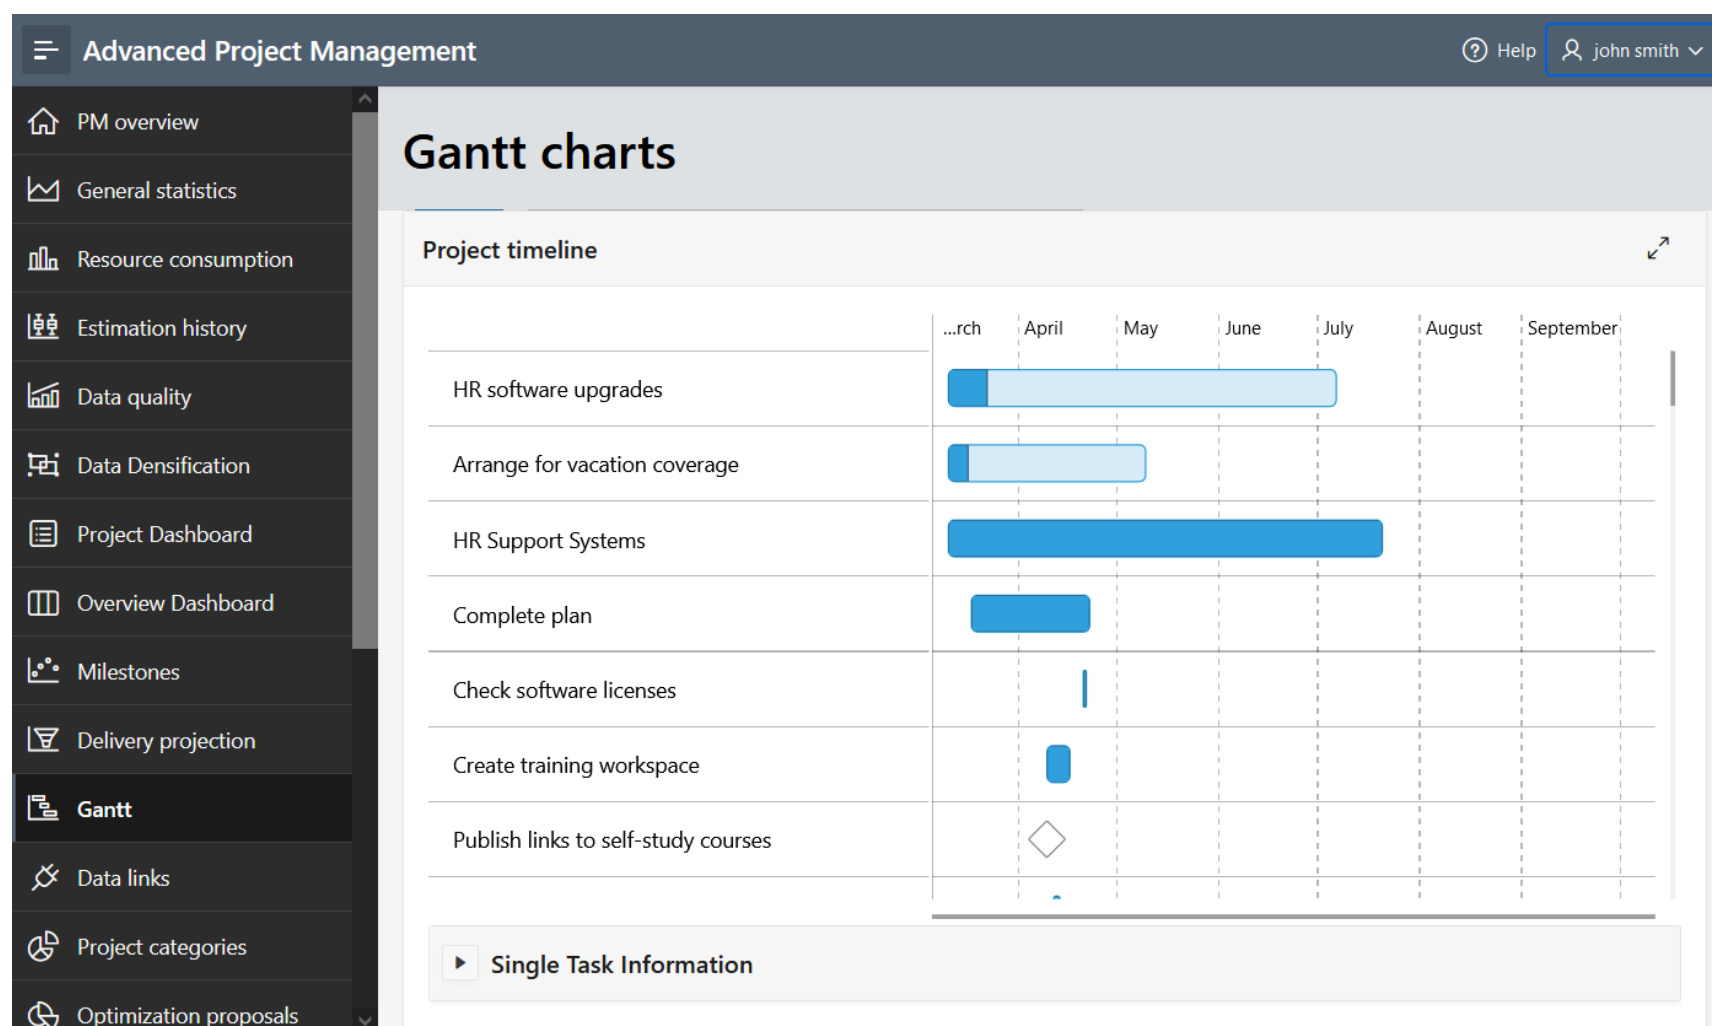 Advanced Project Management
Help
john smith
PM overview
General statistics
Resource consumption
Estimation history
Data quality
Data Densification
Project Dashboard
Overview Dashboard
Milestones
Delivery projection
Gantt
Data links
Project categories
Optimization proposals
Gantt charts
Project timeline
...rch April May June July August September
HR software upgrades
Arrange for vacation coverage
HR Support Systems
Complete plan
Check software licenses
Create training workspace
Publish links to self-study courses
Single Task Information